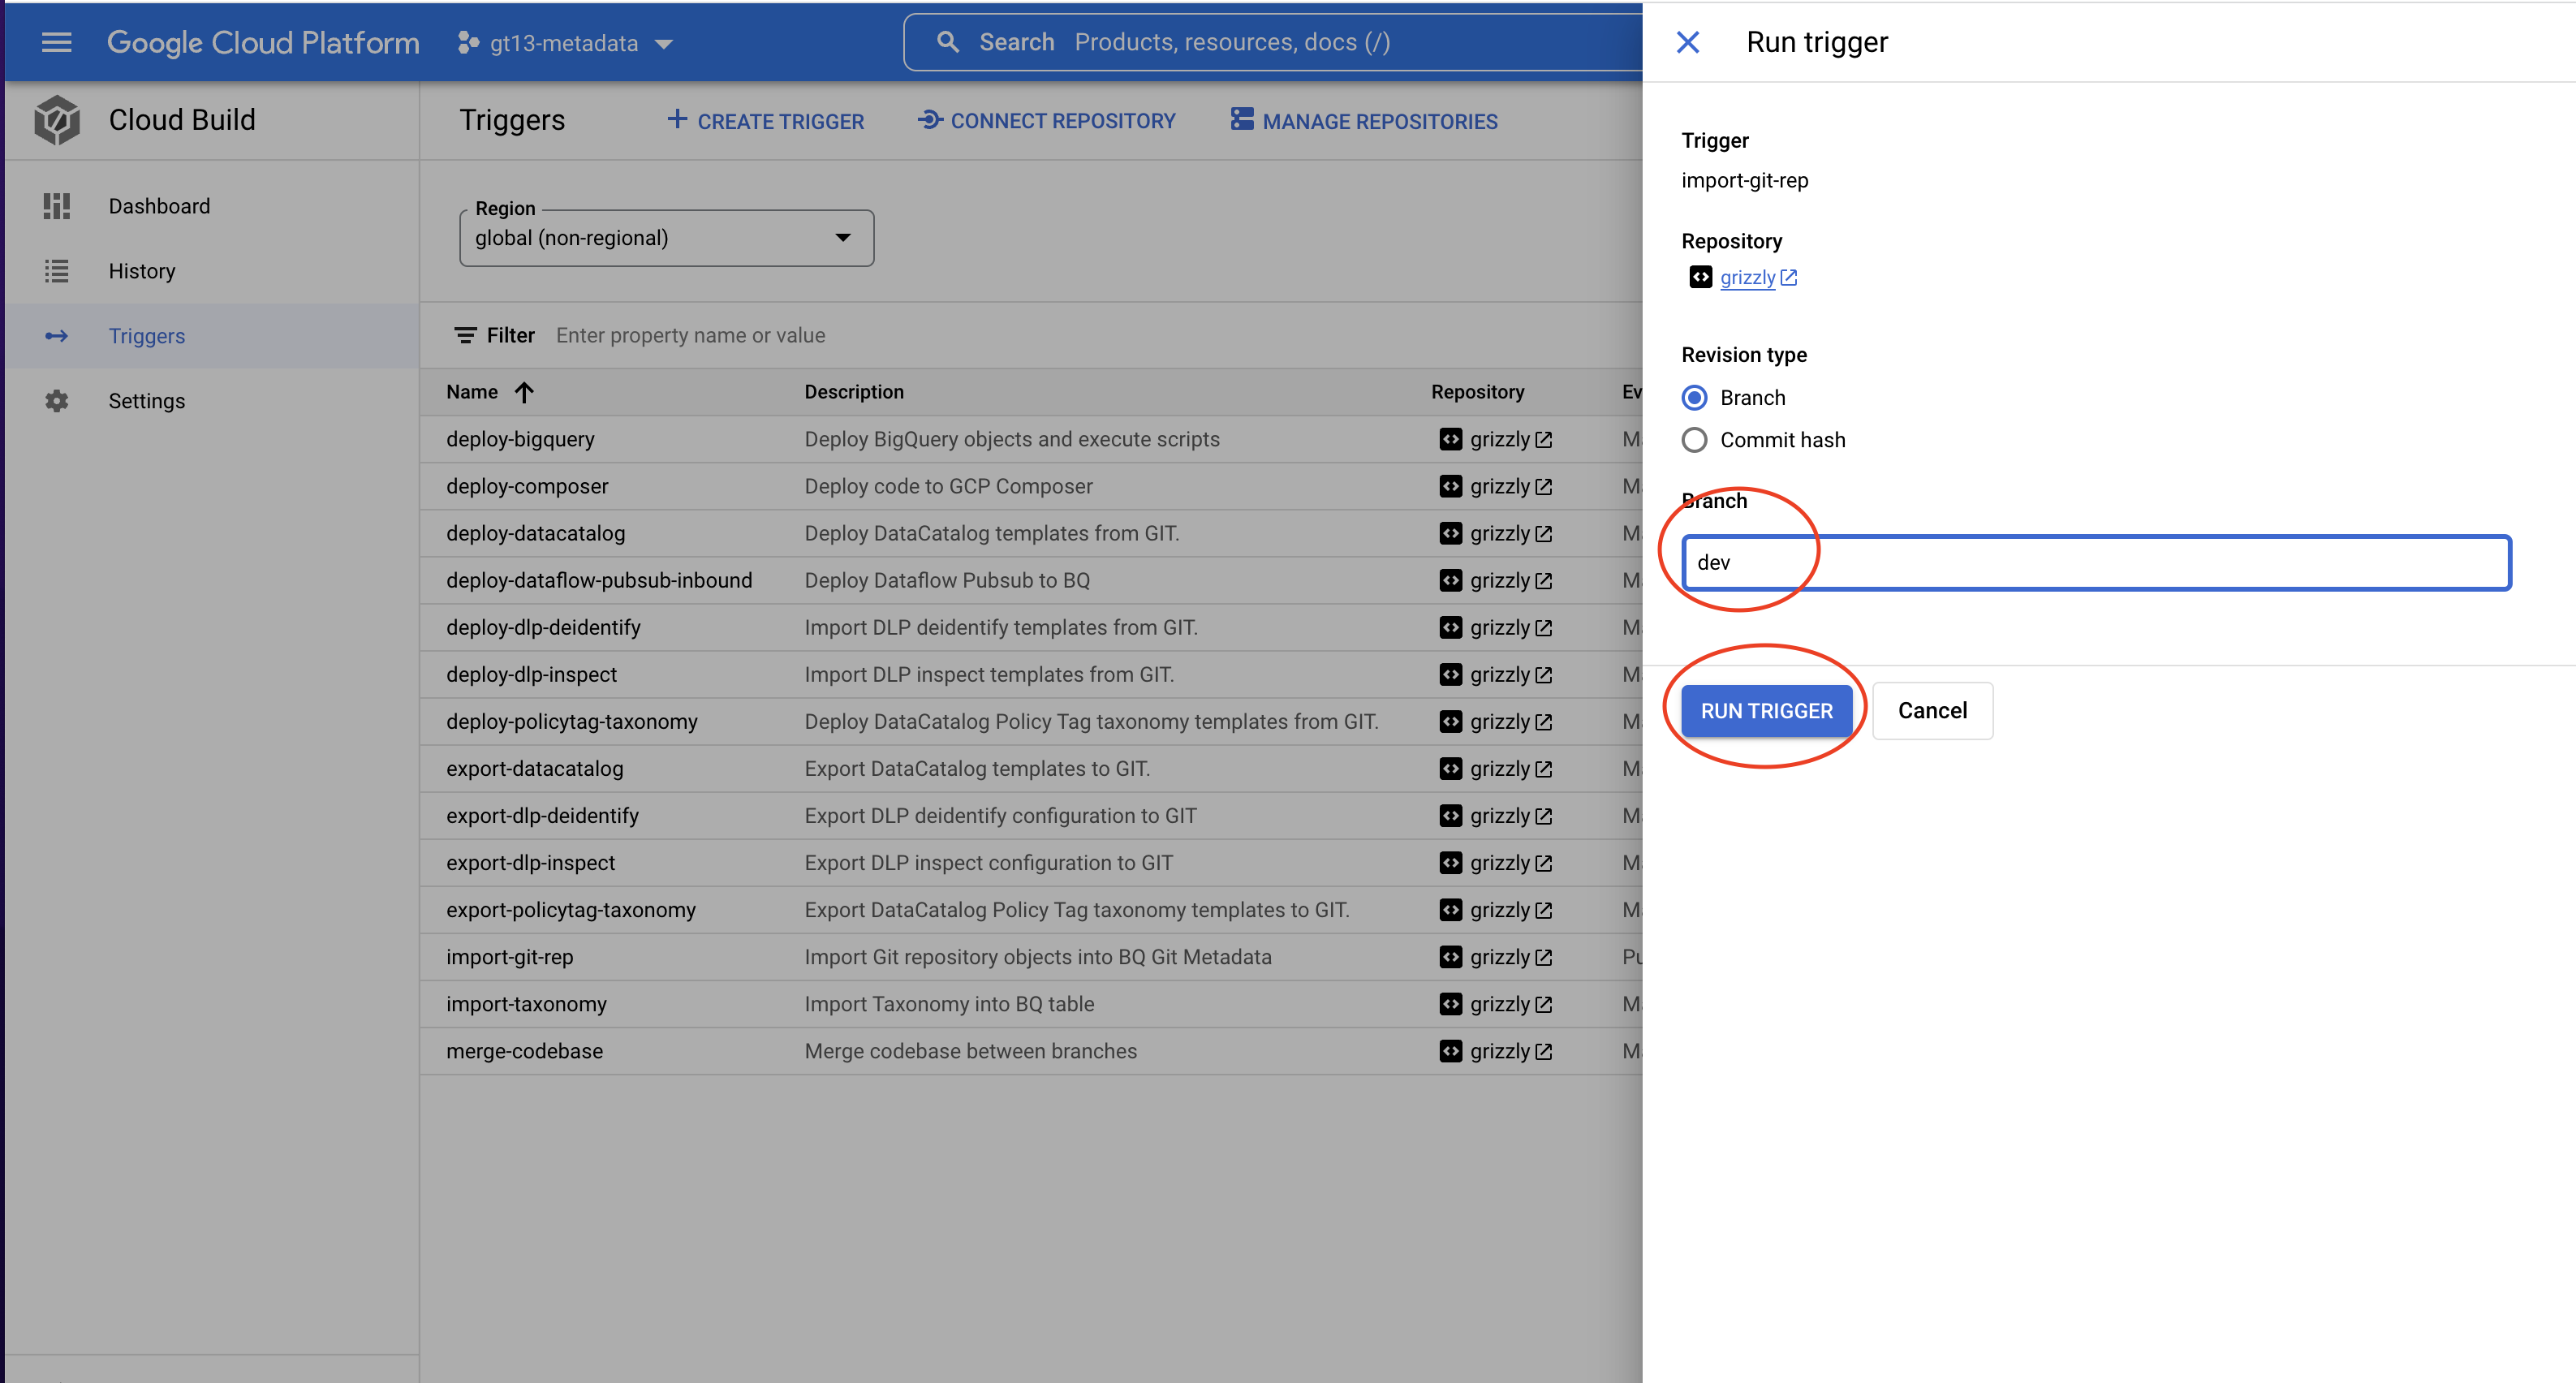 Google Cloud Platform
gt13-metadata
Search Products, resources, docs (/)
Cloud Build
Dashboard
History
Triggers
Settings
Triggers
CREATE TRIGGER
CONNECT REPOSITORY
MANAGE REPOSITORIES
Region
global (non-regional)
Filter Enter property name or value
Name Description Repository
deploy-bigquery Deploy BigQuery objects and execute scripts grizzly
deploy-composer Deploy code to GCP Composer grizzly
deploy-datacatalog Deploy DataCatalog templates from GIT. grizzly
deploy-dataflow-pubsub-inbound Deploy Dataflow Pubsub to BQ grizzly
deploy-dlp-deidentify Import DLP deidentify templates from GIT. grizzly
deploy-dlp-inspect Import DLP inspect templates from GIT. grizzly
deploy-policytag-taxonomy Deploy DataCatalog Policy Tag taxonomy templates from GIT. grizzly
export-datacatalog Export DataCatalog templates to GIT. grizzly
export-dlp-deidentify Export DLP deidentify configuration to GIT grizzly
export-dlp-inspect Export DLP inspect configuration to GIT grizzly
export-policytag-taxonomy Export DataCatalog Policy Tag taxonomy templates to GIT. grizzly
import-git-rep Import Git repository objects into BQ Git Metadata grizzly
import-taxonomy Import Taxonomy into BQ table grizzly
merge-codebase Merge codebase between branches grizzly
Run trigger
Trigger
import-git-rep
Repository
grizzly
Revision type
Branch
Commit hash
Branch
dev
RUN TRIGGER Cancel